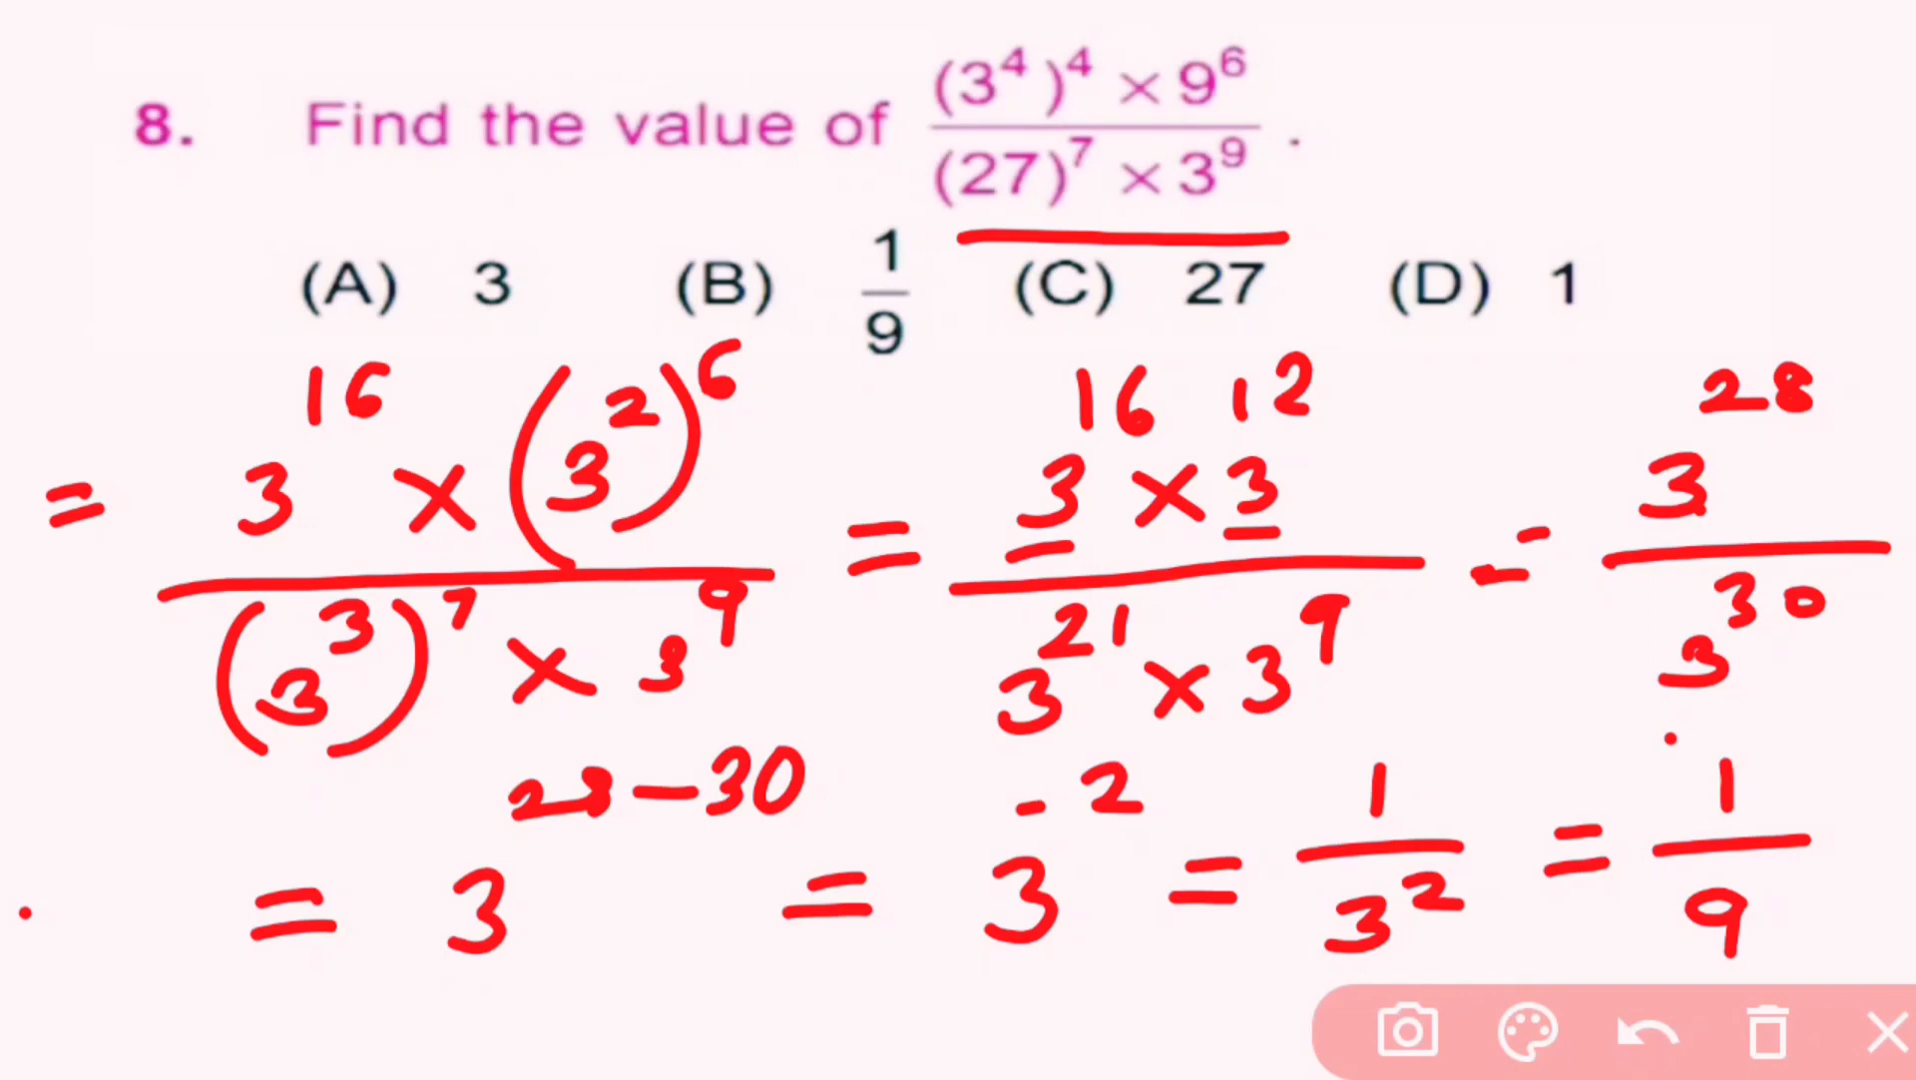 8. Find the value of (3⁴)⁴ × 9⁶ / (27)⁷ × 3⁹ .
(A) 3 (B) 1/9 (C) 27 (D) 1
= 3¹⁶ × (3²)⁶ / (3³)⁷ × 3⁹ = 3¹⁶ × 3¹² / 3²¹ × 3⁹ = 3²⁸ / 3³⁰
= 3²⁸⁻³⁰ = 3⁻² = 1/3² = 1/9